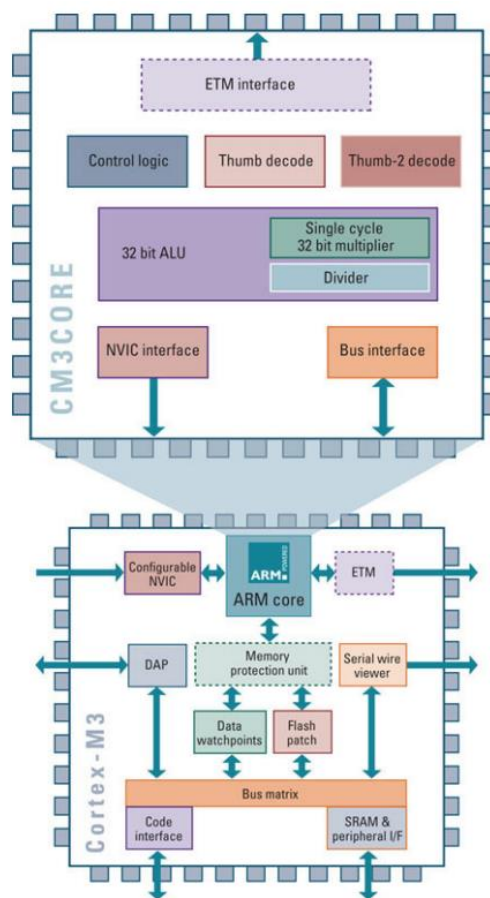 ETM interface
Control logic
Thumb decode
Thumb-2 decode
32 bit ALU
Single cycle
32 bit multiplier
Divider
CM3CORE
NVIC interface
Bus interface
Configurable
NVIC
ARM
POWERED
ARM core
ETM
DAP
Memory
protection unit
Serial wire
viewer
Data
watchpoints
Flash
patch
Cortex-M3
Bus matrix
Code
interface
SRAM &
peripheral I/F